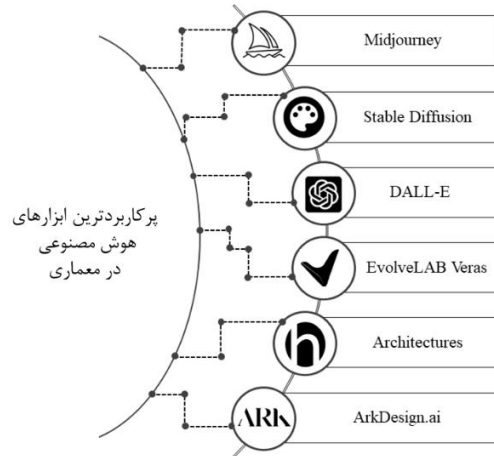 پرکاربردترین ابزارهای
هوش مصنوعی
در معماری
Midjourney
Stable Diffusion
DALL-E
EvolveLAB Veras
Architectures
h
ARK
ArkDesign.ai